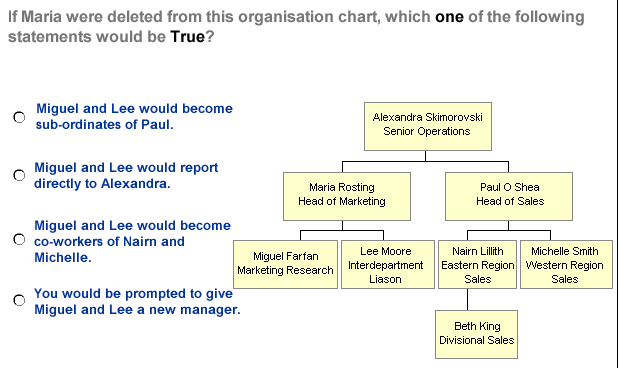 If Maria were deleted from this organisation chart, which one of the following
statements would be True?
Miguel and Lee would become
sub-ordinates of Paul.
Miguel and Lee would report
directly to Alexandra.
Miguel and Lee would become
co-workers of Nairn and
Michelle.
You would be prompted to give
Miguel and Lee a new manager.
Alexandra Skimorovski
Senior Operations
Maria Rosting
Head of Marketing
Paul O Shea
Head of Sales
Miguel Farfan
Marketing Research
Lee Moore
Interdepartment
Liason
Nairn Lillith
Eastern Region
Sales
Michelle Smith
Western Region
Sales
Beth King
Divisional Sales